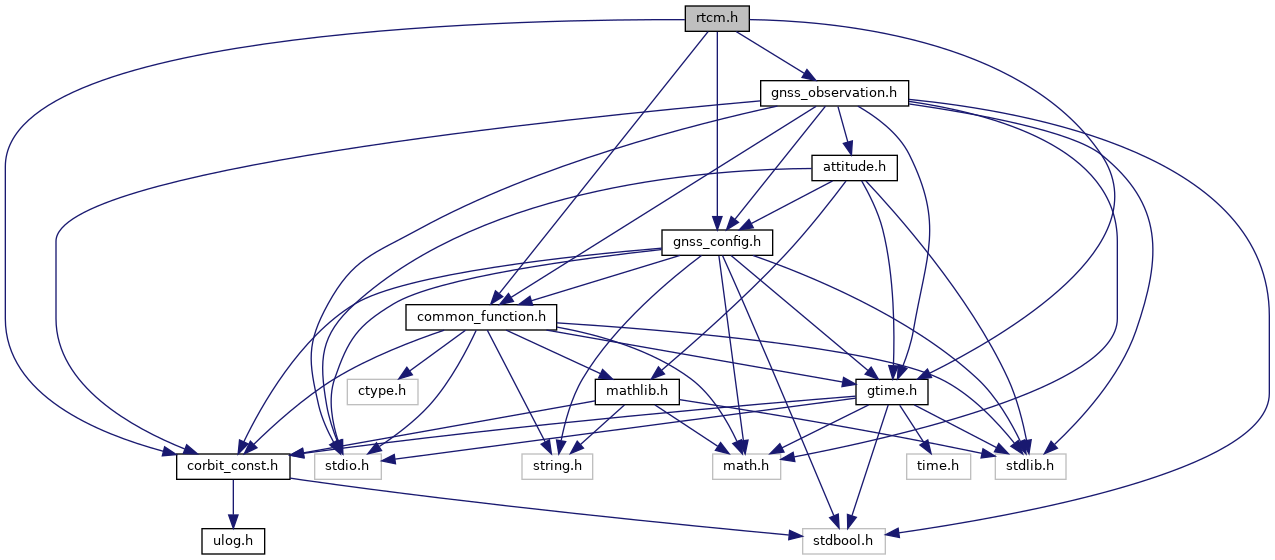 rtcm.h
gnss_observation.h
attitude.h
gnss_config.h
common_function.h
ctype.h
mathlib.h
gtime.h
corbit_const.h
stdio.h
string.h
math.h
time.h
stdlib.h
ulog.h
stdbool.h